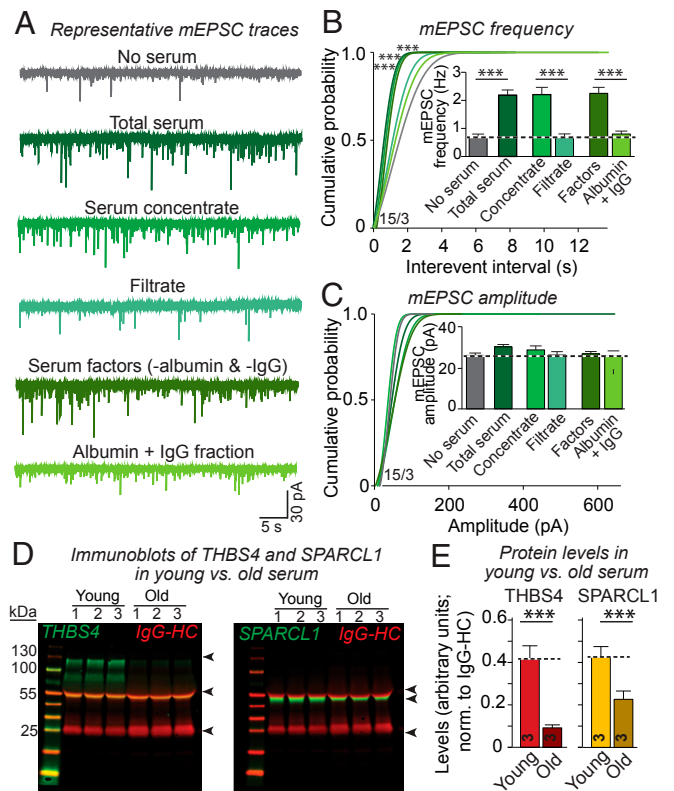 A Representative mEPSC traces
No serum
Total serum
Serum concentrate
Filtrate
Serum factors (-albumin & -IgG)
Albumin + IgG fraction
30 pA
5 s
B mEPSC frequency
Cumulative probability
1.0
0.5
0
*** *** ***
15/3
0 2 4 6 8 10 12
Interevent interval (s)
mEPSC
frequency (Hz)
3
2
1
0
*** *** ***
No serum
Total serum
Concentrate
Filtrate
Factors
Albumin
+ IgG
C mEPSC amplitude
Cumulative probability
1.0
0.5
0
15/3
0 200 400 600
Amplitude (pA)
mEPSC
amplitude (pA)
40
20
0
No serum
Total serum
Concentrate
Filtrate
Factors
Albumin
+ IgG
D Immunoblots of THBS4 and SPARCL1
in young vs. old serum
Young Old
1 2 3 1 2 3
kDa
THBS4 IgG-HC
130
100
55
25
Young Old
1 2 3 1 2 3
SPARCL1 IgG-HC
E Protein levels in
young vs. old serum
THBS4 SPARCL1
*** ***
Levels (arbitrary units;
norm. to IgG-HC)
0.6
0.4
0.2
0
3 3 3 3
Young
Old
Young
Old